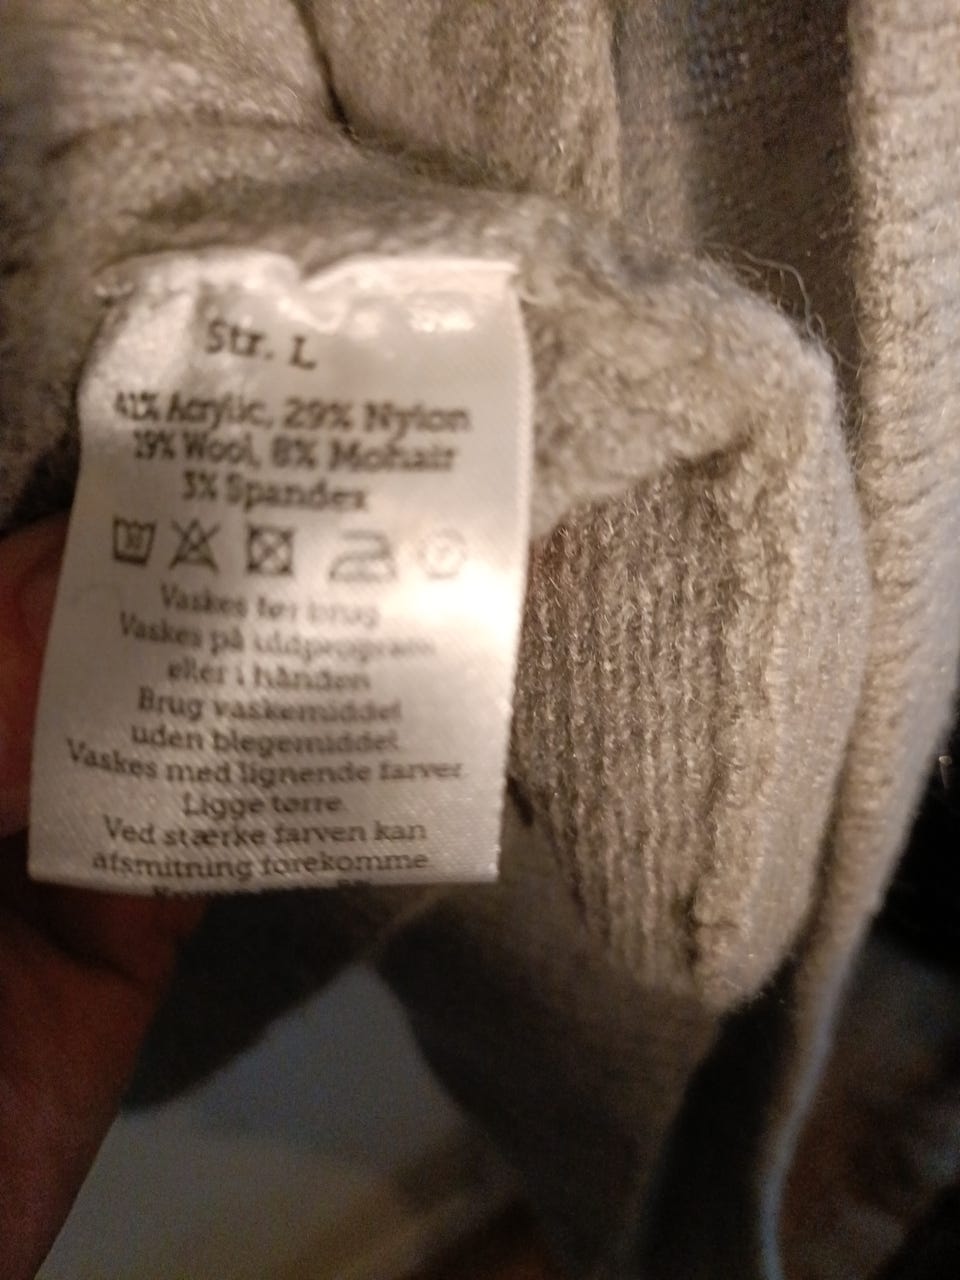 Str. L
41% Acrylic, 29% Nylon
19% Wool, 8% Mohair
3% Spandex
30
Vaskes før brug
Vaskes på uldprogram
eller i hånden
Brug vaskemiddel
uden blegemiddel.
Vaskes med lignende farver.
Ligge tørre.
Ved stærke farven kan
afsmitning forekomme